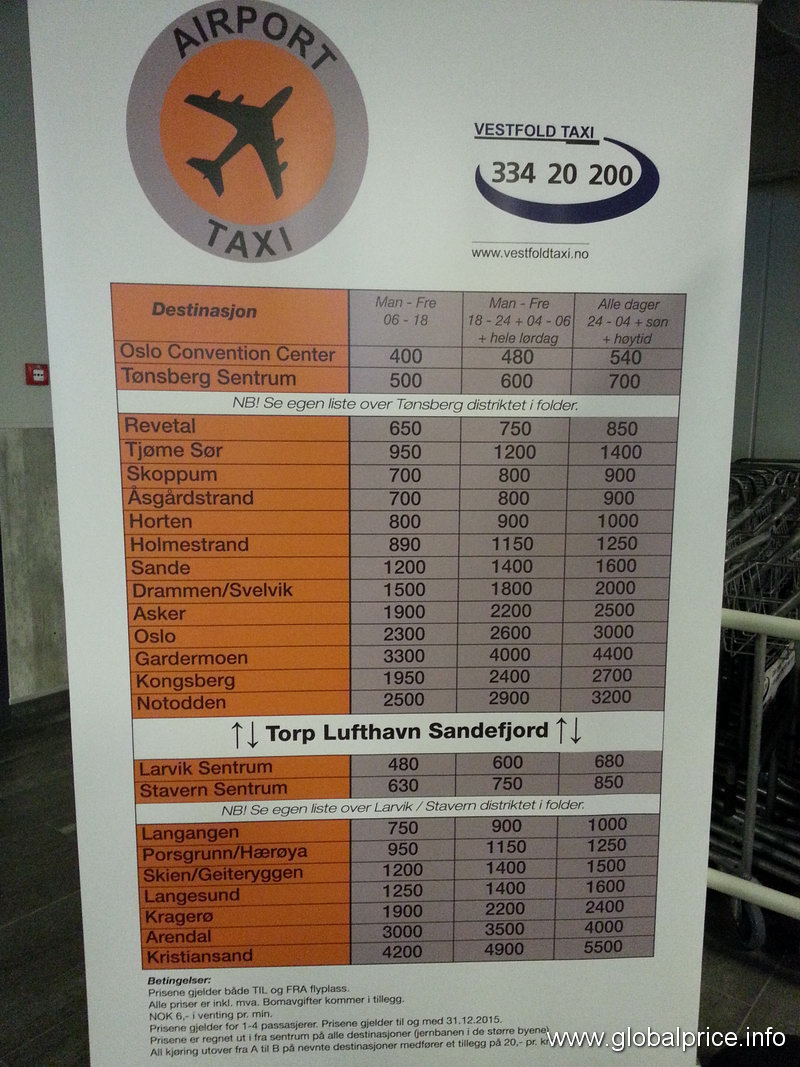 AIRPORT
TAXI
VESTFOLD TAXI
334 20 200
www.vestfoldtaxi.no
Destinasjon
Man - Fre
06 - 18
Man - Fre
18 - 24 + 04 - 06
+ hele lørdag
Alle dager
24 - 04 + søn
+ høytid
Oslo Convention Center 400 480 540
Tønsberg Sentrum 500 600 700
NB! Se egen liste over Tønsberg distriktet i folder.
Revetal 650 750 850
Tjøme Sør 950 1200 1400
Skoppum 700 800 900
Åsgårdstrand 700 800 900
Horten 800 900 1000
Holmestrand 890 1150 1250
Sande 1200 1400 1600
Drammen/Svelvik 1500 1800 2000
Asker 1900 2200 2500
Oslo 2300 2600 3000
Gardermoen 3300 4000 4400
Kongsberg 1950 2400 2700
Notodden 2500 2900 3200
↑↓ Torp Lufthavn Sandefjord ↑↓
Larvik Sentrum 480 600 680
Stavern Sentrum 630 750 850
NB! Se egen liste over Larvik / Stavern distriktet i folder.
Langangen 750 900 1000
Porsgrunn/Hærøya 950 1150 1250
Skien/Geiteryggen 1200 1400 1500
Langesund 1250 1400 1600
Kragerø 1900 2200 2400
Arendal 3000 3500 4000
Kristiansand 4200 4900 5500
Betingelser:
Prisene gjelder både TIL og FRA flyplass.
Alle priser er inkl. mva. Bomavgifter kommer i tillegg.
NOK 6,- i venting pr. min.
Prisene gjelder for 1-4 passasjerer. Prisene gjelder til og med 31.12.2015.
Prisene er regnet ut i fra sentrum på alle destinasjoner (jernbanen i de større byene)
All kjøring utover fra A til B på nevnte destinasjoner medfører et tillegg på 20,- pr.
www.globalprice.info